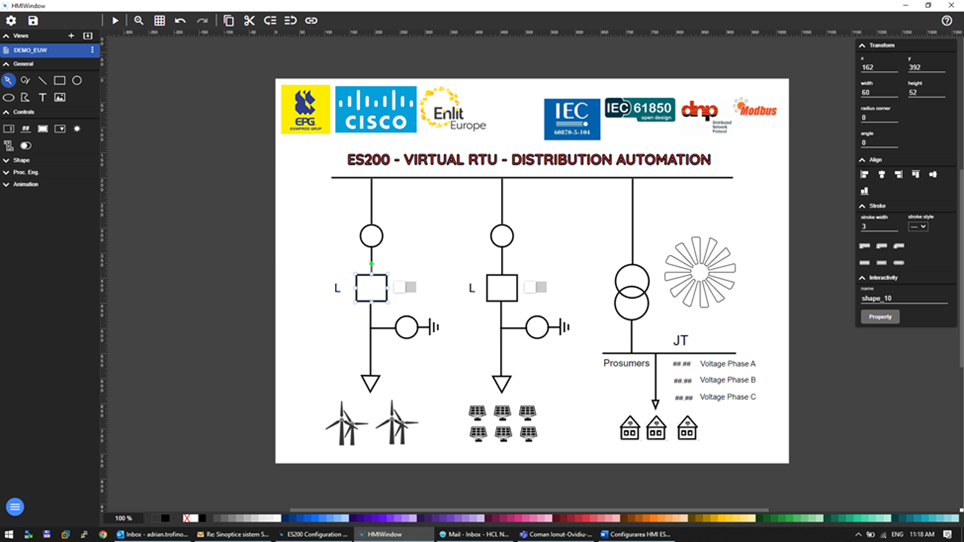 HMIWindow
Views
DEMO_EUW
General
T
Controls
##
Shape
Proc. Eng.
Animation
EPG
CISCO
Enlit
Europe
IEC
60870-5-104
IEC 61850
open design
dnp
Distributed
Network
Protocol
Modbus
ES200 - VIRTUAL RTU - DISTRIBUTION AUTOMATION
L
L
JT
Prosumers
##.## Voltage Phase A
##.## Voltage Phase B
##.## Voltage Phase C
Transform
x y
162 392
width height
60 52
radius corner
0
angle
0
Align
Stroke
stroke width stroke style
3
Interactivity
name
shape_10
Property
100 %
Inbox - adrian.trofino...
Re: Sinoptice sistem S...
ES200 Configuration ...
HMIWindow
Mail - Inbox - HCL N...
Coman Ionut-Ovidiu-...
Configurarea HMI ES...
ENG
11:18 AM